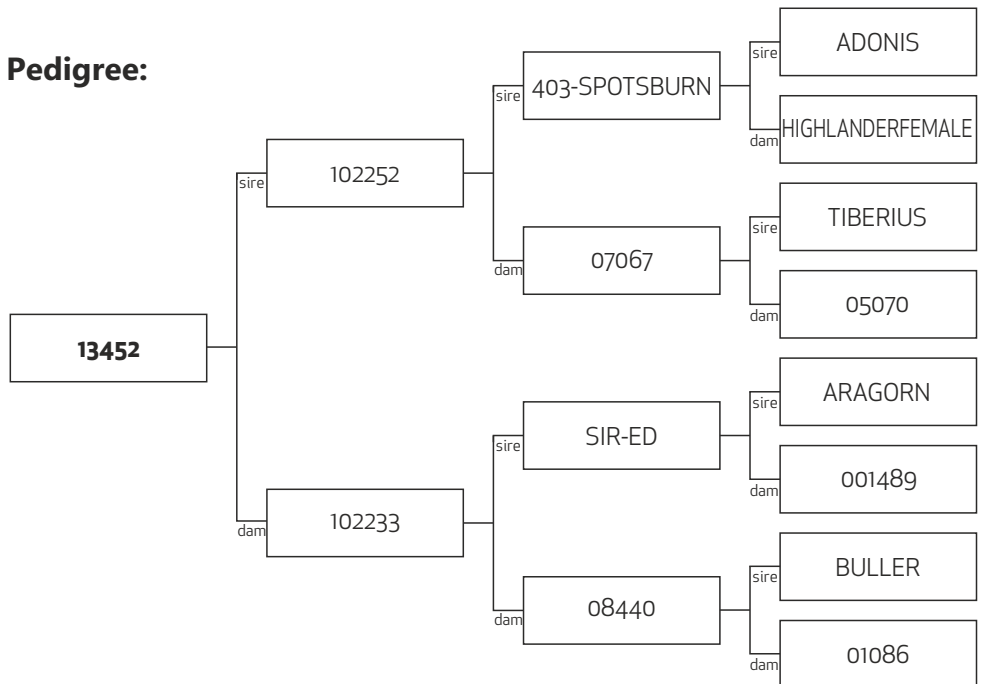 Pedigree:
13452
sire
102252
dam
102233
sire
403-SPOTSBURN
dam
07067
sire
SIR-ED
dam
08440
sire
ADONIS
dam
HIGHLANDERFEMALE
sire
TIBERIUS
dam
05070
sire
ARAGORN
dam
001489
sire
BULLER
dam
01086